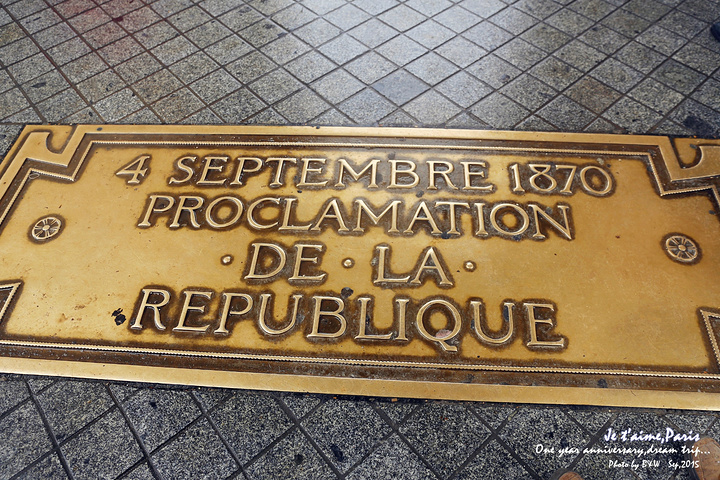 4 SEPTEMBRE 1870
PROCLAMATION
· DE · LA ·
REPUBLIQUE
Je t'aime,Paris
One year anniversary,dream trip...
Photo by BXW Sep,2015